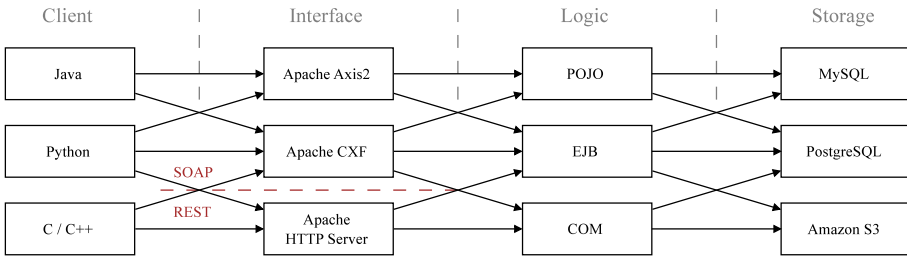 Client
Interface
Logic
Storage
Java
Apache Axis2
POJO
MySQL
Python
Apache CXF
EJB
PostgreSQL
SOAP
REST
C / C++
Apache
HTTP Server
COM
Amazon S3